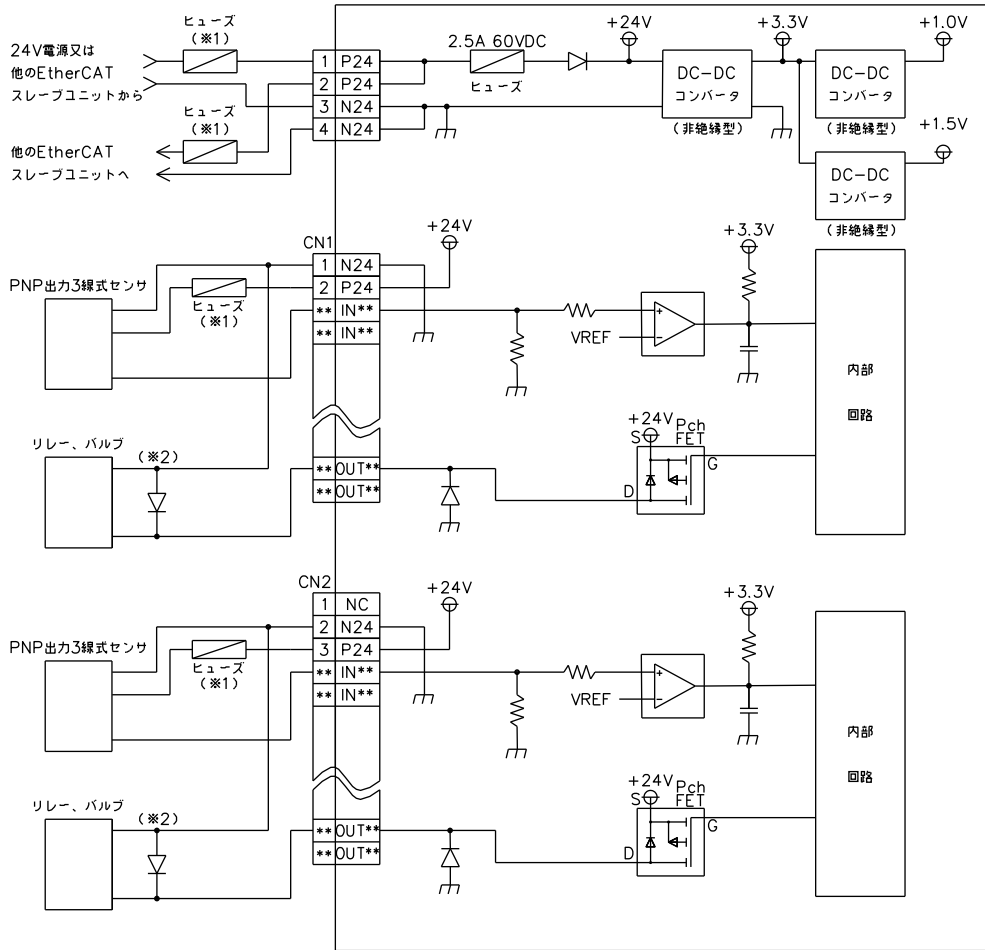 ヒューズ
(※1)
24V電源又は
他のEtherCAT
スレーブユニットから
1 P24
2 P24
3 N24
4 N24
ヒューズ
(※1)
他のEtherCAT
スレーブユニットへ
2.5A 60VDC
ヒューズ
+24V
DC-DC
コンバータ
(非絶縁型)
+3.3V
DC-DC
コンバータ
(非絶縁型)
+1.0V
+1.5V
DC-DC
コンバータ
(非絶縁型)
CN1
1 N24
2 P24
** IN**
** IN**
** OUT**
** OUT**
PNP出力3線式センサ
ヒューズ
(※1)
リレー、バルブ
(※2)
+24V
VREF
+
-
+3.3V
+24V
S
Pch
FET
G
D
内部
回路
CN2
1 NC
2 N24
3 P24
** IN**
** IN**
** OUT**
** OUT**
PNP出力3線式センサ
ヒューズ
(※1)
リレー、バルブ
(※2)
+24V
VREF
+
-
+3.3V
+24V
S
Pch
FET
G
D
内部
回路